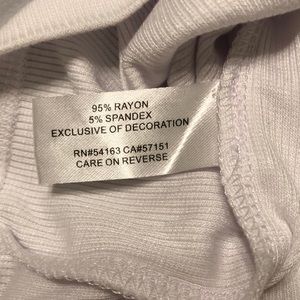 95% RAYON
5% SPANDEX
EXCLUSIVE OF DECORATION
RN#54163 CA#57151
CARE ON REVERSE